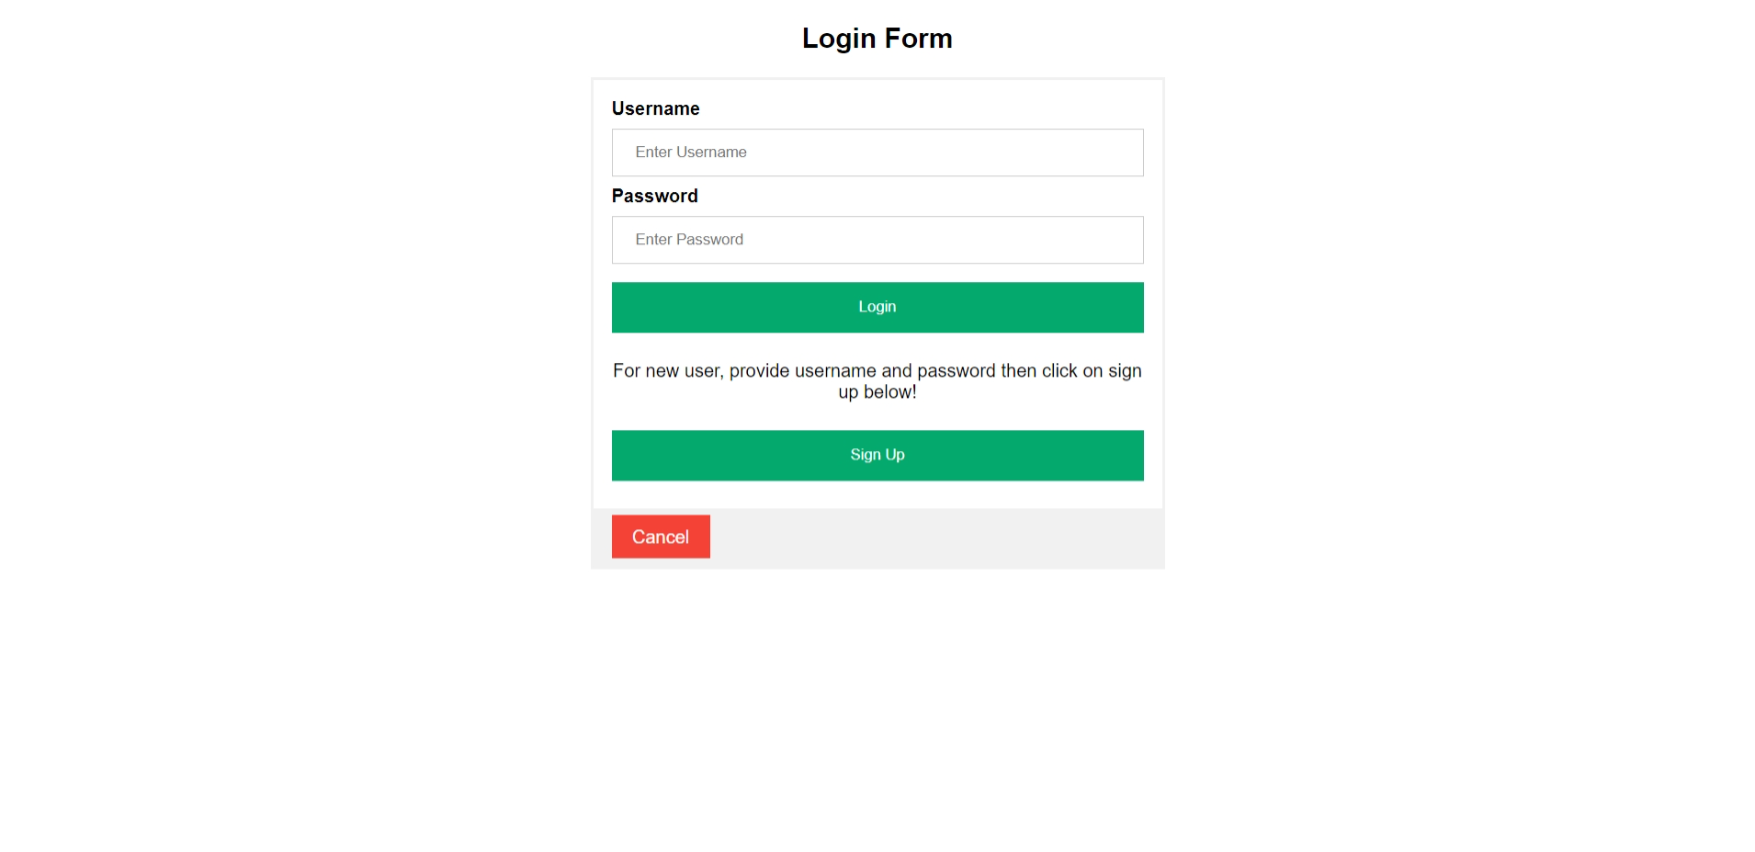 Login Form
Username
Enter Username
Password
Enter Password
Login
For new user, provide username and password then click on sign
up below!
Sign Up
Cancel